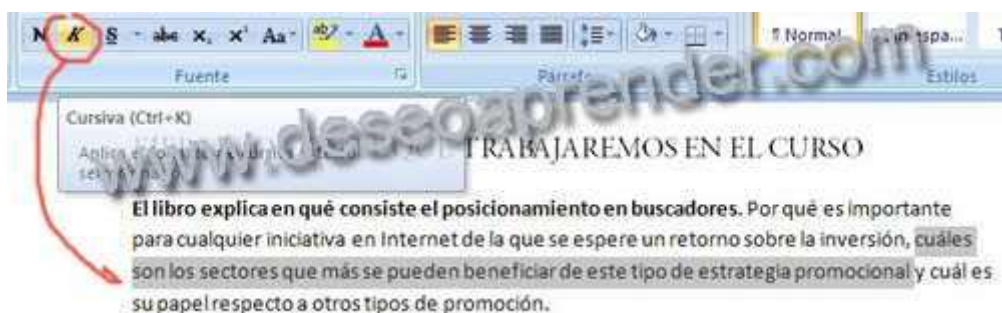 N K S abc x, x² Aa ab A
¶ Normal
Fuente Párrafo Estilos
Cursiva (Ctrl+K)
Aplica
www.deseoaprender.com
TRABAJAREMOS EN EL CURSO
El libro explica en qué consiste el posicionamiento en buscadores. Por qué es importante
para cualquier iniciativa en Internet de la que se espere un retorno sobre la inversión, cuáles
son los sectores que más se pueden beneficiar de este tipo de estrategia promocional y cuál es
su papel respecto a otros tipos de promoción.